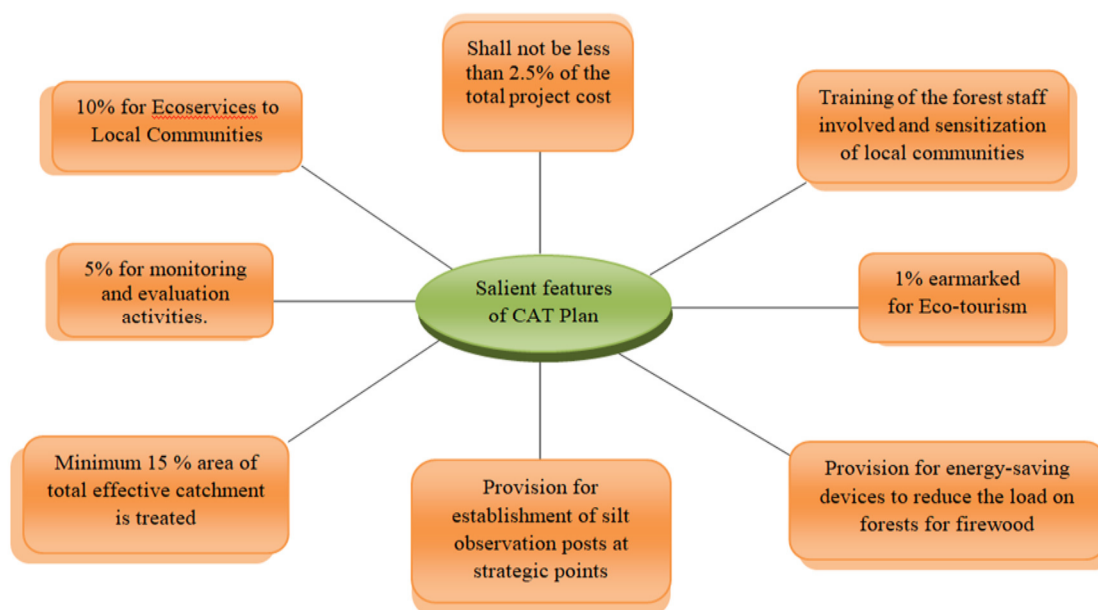 Shall not be less
than 2.5% of the
total project cost
10% for Ecoservices to
Local Communities
Training of the forest staff
involved and sensitization
of local communities
5% for monitoring
and evaluation
activities.
Salient features
of CAT Plan
1% earmarked
for Eco-tourism
Minimum 15 % area of
total effective catchment
is treated
Provision for
establishment of silt
observation posts at
strategic points
Provision for energy-saving
devices to reduce the load on
forests for firewood